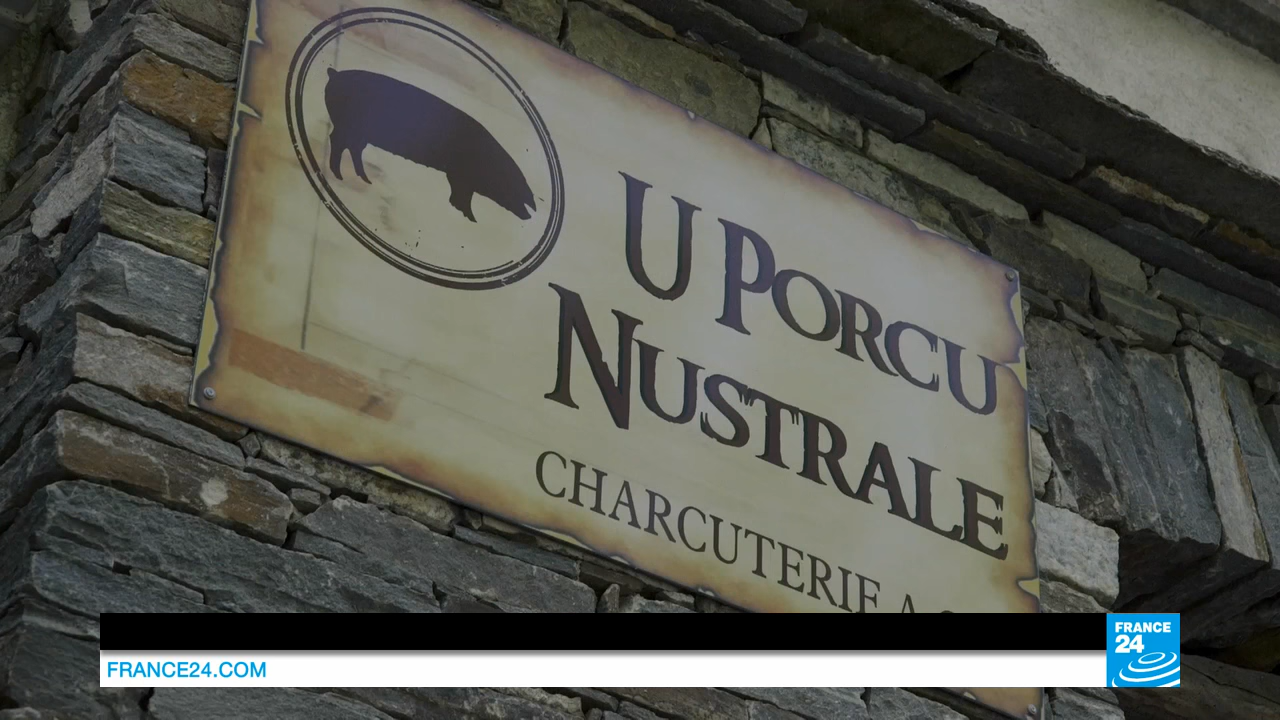 U PORCU
NUSTRALE
CHARCUTERIE
FRANCE24.COM
FRANCE
24